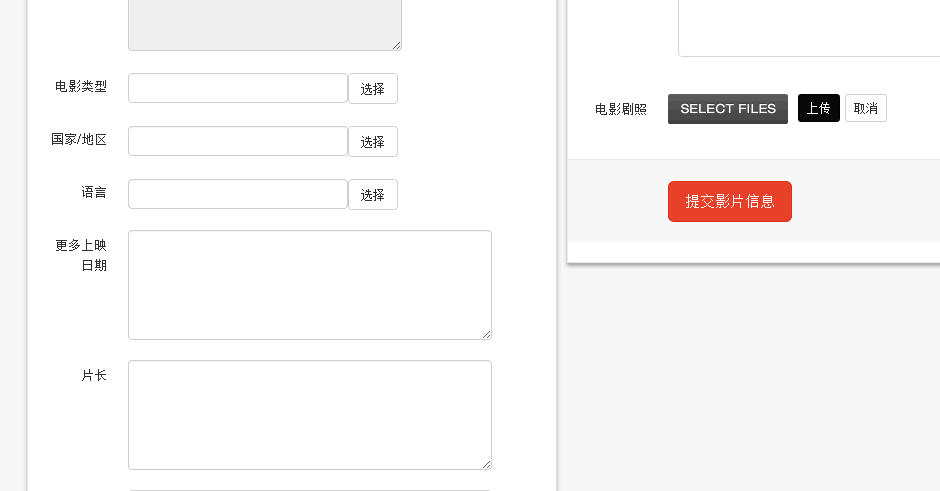 电影类型
选择
国家/地区
选择
语言
选择
更多上映
日期
片长
电影剧照
SELECT FILES
上传
取消
提交影片信息